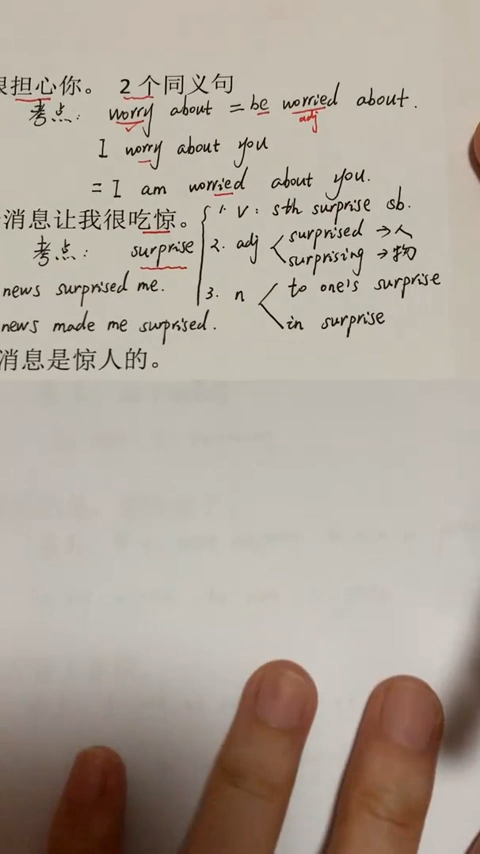 很担心你。 2个同义句
考点: worry about = be worried about.
adj
I worry about you
= I am worried about you.
消息让我很吃惊。
考点: surprise
1. V: sth surprise sb.
2. adj surprised → 人
surprising → 物
3. n to one's surprise
in surprise
news surprised me.
news made me surprised.
消息是惊人的。